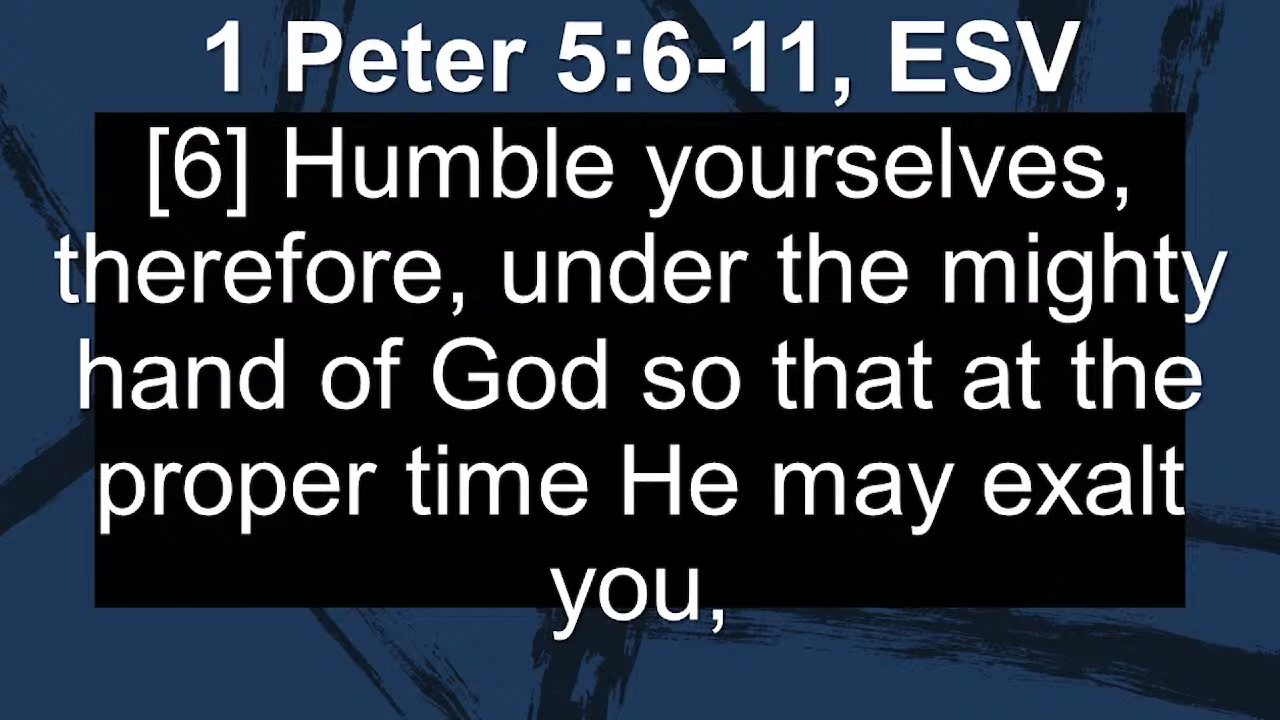 1 Peter 5:6-11, ESV
[6] Humble yourselves,
therefore, under the mighty
hand of God so that at the
proper time He may exalt
you,